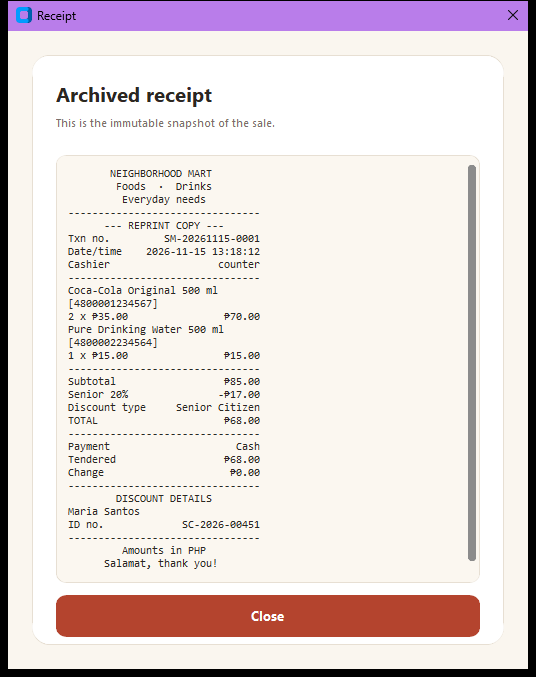 Receipt
Archived receipt
This is the immutable snapshot of the sale.
NEIGHBORHOOD MART
Foods · Drinks
Everyday needs
--------------------------------
--- REPRINT COPY ---
Txn no. SM-20261115-0001
Date/time 2026-11-15 13:18:12
Cashier counter
--------------------------------
Coca-Cola Original 500 ml
[4800001234567]
2 x ₱35.00 ₱70.00
Pure Drinking Water 500 ml
[4800002234564]
1 x ₱15.00 ₱15.00
--------------------------------
Subtotal ₱85.00
Senior 20% -₱17.00
Discount type Senior Citizen
TOTAL ₱68.00
--------------------------------
Payment Cash
Tendered ₱68.00
Change ₱0.00
--------------------------------
DISCOUNT DETAILS
Maria Santos
ID no. SC-2026-00451
--------------------------------
Amounts in PHP
Salamat, thank you!
Close